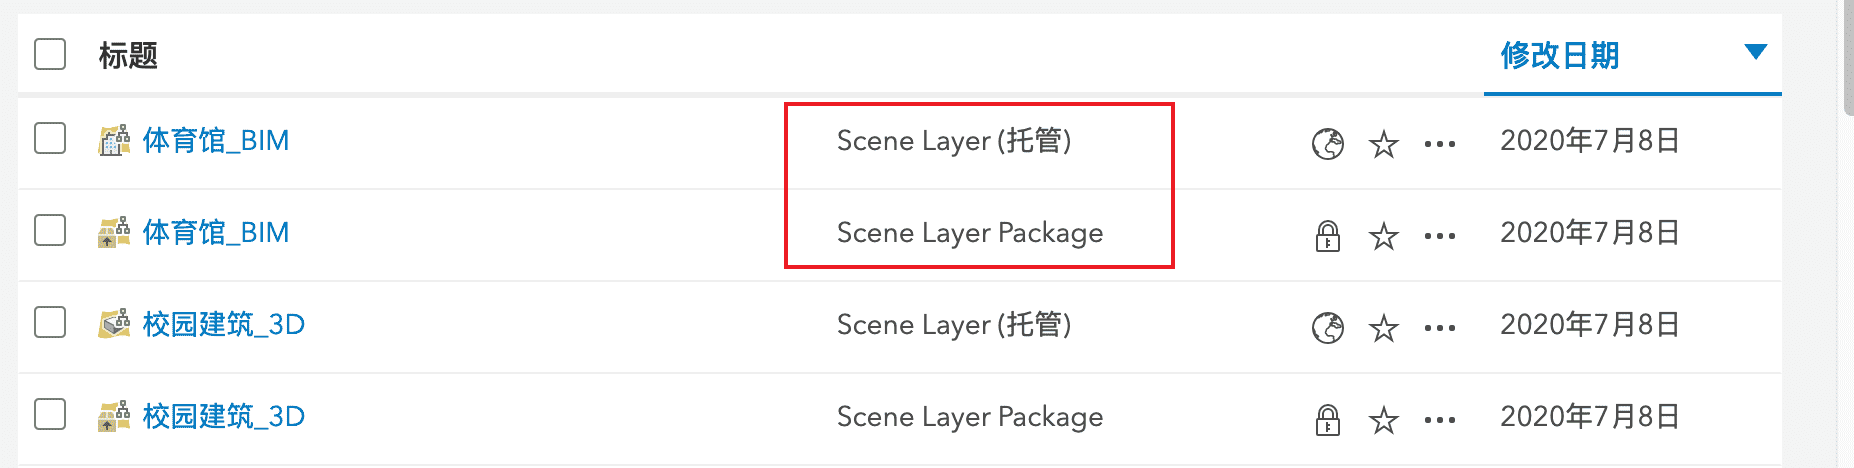 标题 修改日期
体育馆_BIM Scene Layer (托管) 2020年7月8日
体育馆_BIM Scene Layer Package 2020年7月8日
校园建筑_3D Scene Layer (托管) 2020年7月8日
校园建筑_3D Scene Layer Package 2020年7月8日